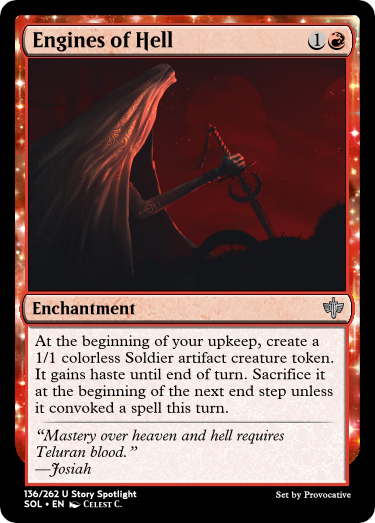 Engines of Hell 1
Enchantment
At the beginning of your upkeep, create a
1/1 colorless Soldier artifact creature token.
It gains haste until end of turn. Sacrifice it
at the beginning of the next end step unless
it convoked a spell this turn.
“Mastery over heaven and hell requires
Teluran blood.”
—Josiah
136/262 U Story Spotlight
SOL • EN Celest C.
Set by Provocative